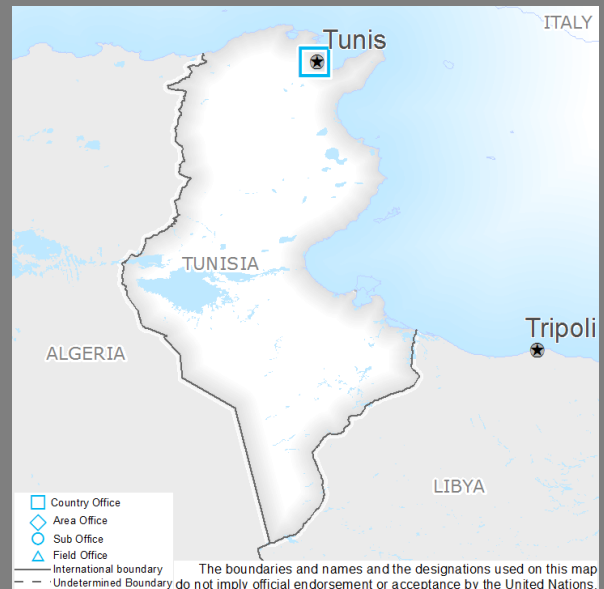 ITALY
Tunis
TUNISIA
Tripoli
ALGERIA
LIBYA
Country Office
Area Office
Sub Office
Field Office
International boundary
Undetermined Boundary
The boundaries and names and the designations used on this map
do not imply official endorsement or acceptance by the United Nations.